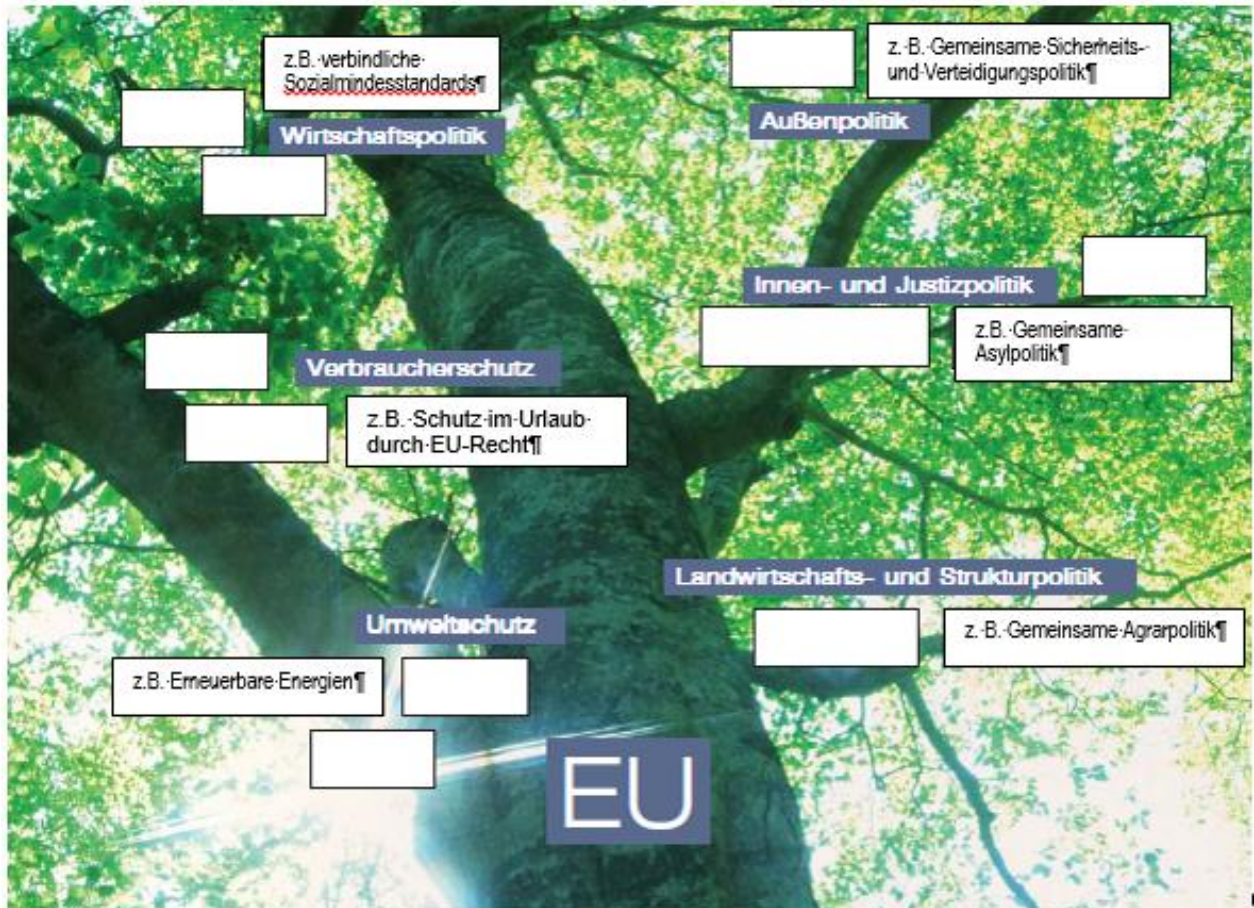 z.B.·verbindliche·
Sozialmindesstandards¶
Wirtschaftspolitik
z.·B.·Gemeinsame·Sicherheits-·
und·Verteidigungspolitik¶
Außenpolitik
Innen- und Justizpolitik
z.B.·Gemeinsame·
Asylpolitik¶
Verbraucherschutz
z.B.·Schutz·im·Urlaub·
durch·EU-Recht¶
Landwirtschafts- und Strukturpolitik
z.·B.·Gemeinsame·Agrarpolitik¶
Umweltschutz
z.B.·Erneuerbare·Energien¶
EU